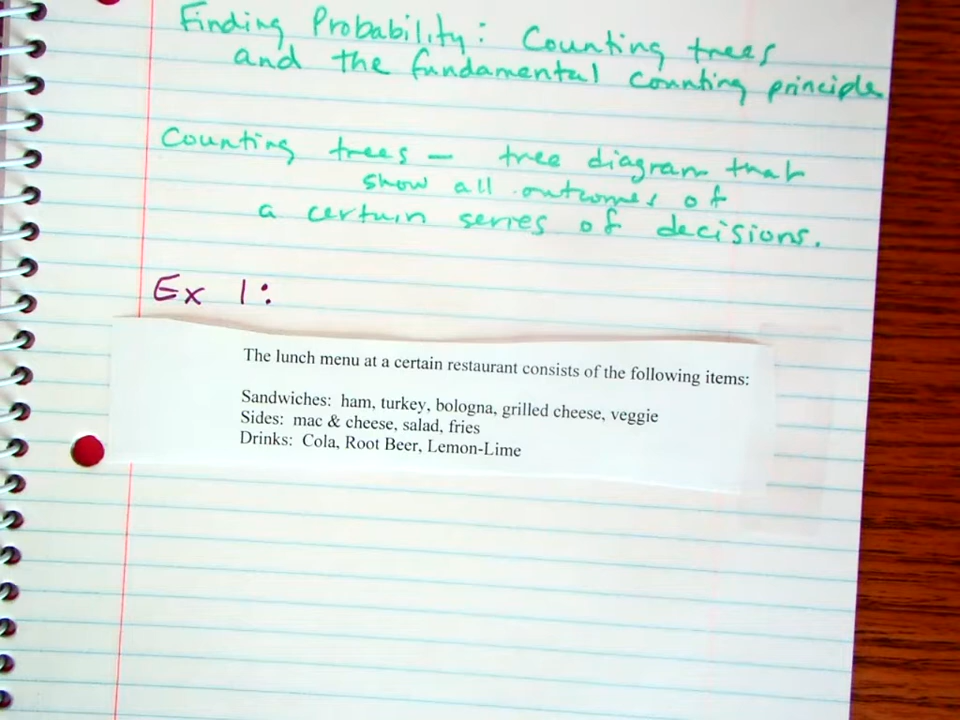 Finding Probability: Counting trees
and the fundamental counting principle
Counting trees - tree diagram that
show all outcomes of
a certain series of decisions.
Ex 1:
The lunch menu at a certain restaurant consists of the following items:
Sandwiches: ham, turkey, bologna, grilled cheese, veggie
Sides: mac & cheese, salad, fries
Drinks: Cola, Root Beer, Lemon-Lime